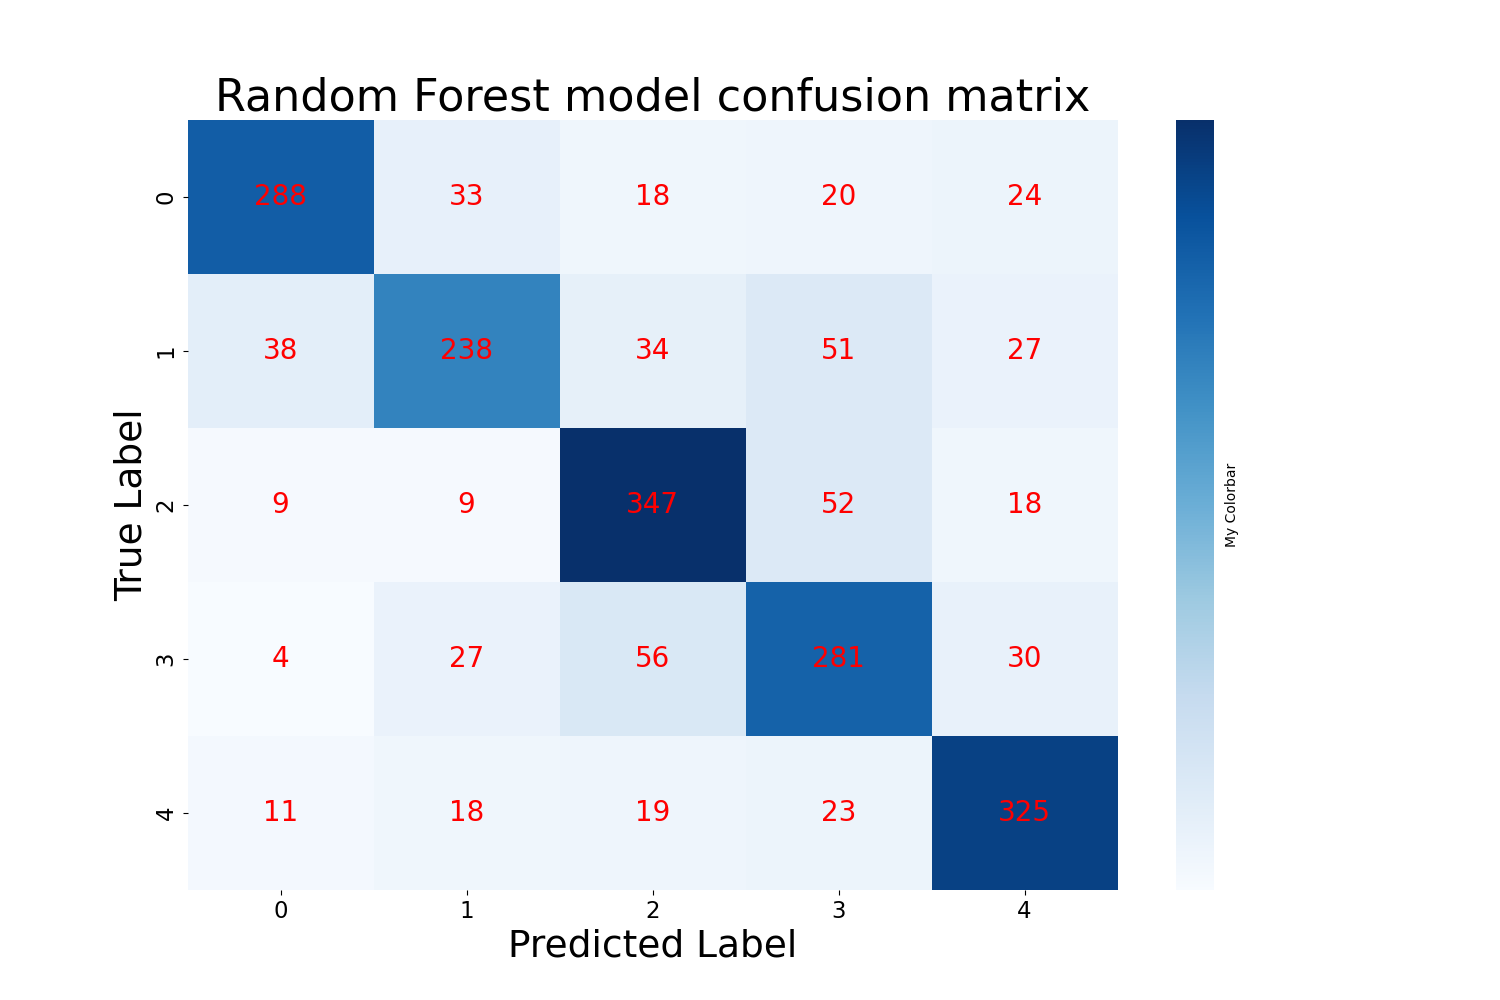 Random Forest model confusion matrix
0 288 33 18 20 24
1 38 238 34 51 27
2 9 9 347 52 18
3 4 27 56 281 30
4 11 18 19 23 325
0 1 2 3 4
Predicted Label
True Label
My Colorbar